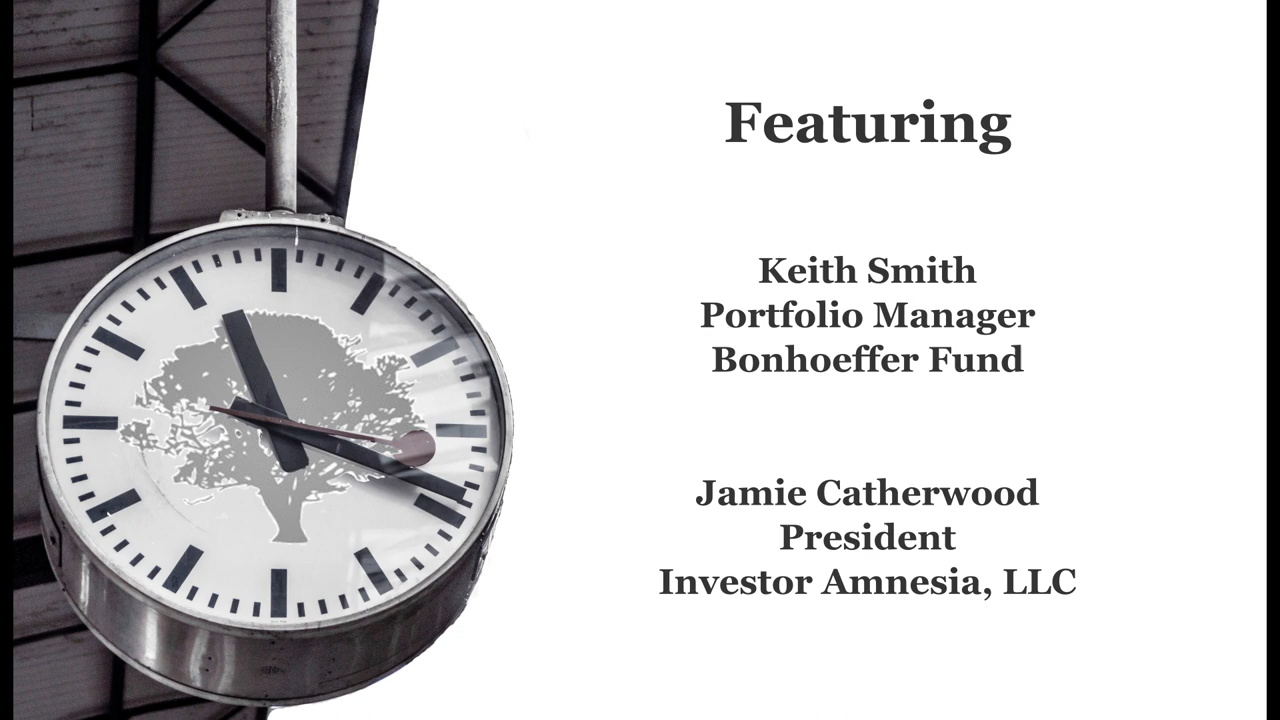 Featuring
Keith Smith
Portfolio Manager
Bonhoeffer Fund
Jamie Catherwood
President
Investor Amnesia, LLC